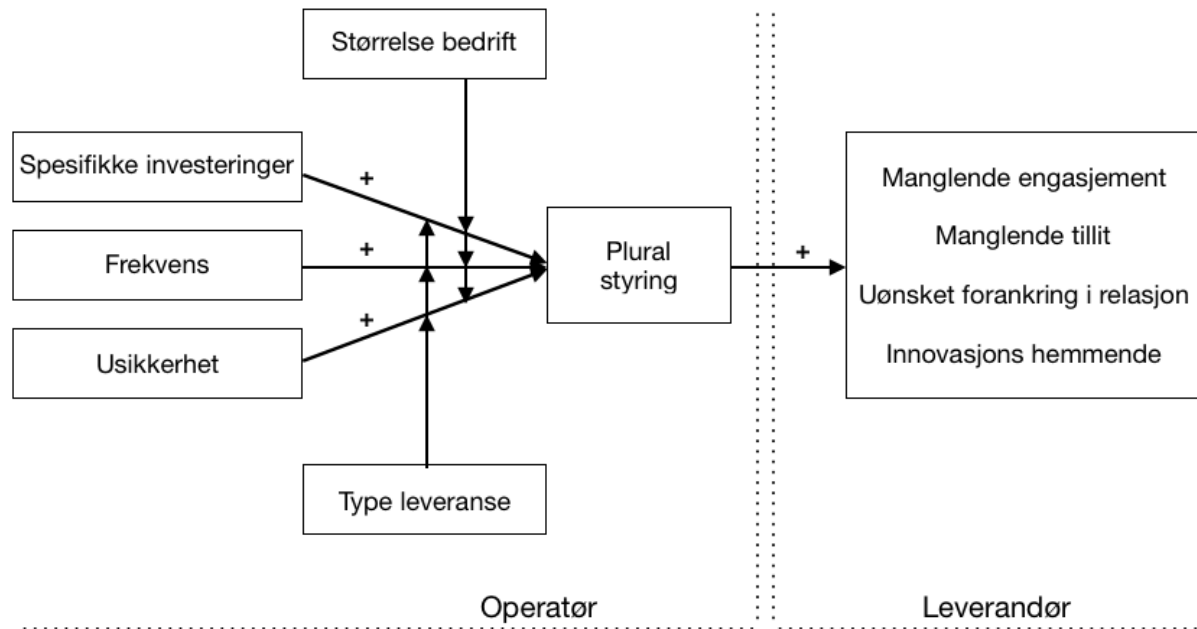 Størrelse bedrift
Spesifikke investeringer
+
Frekvens
+
Usikkerhet
+
Type leveranse
Plural
styring
+
Manglende engasjement
Manglende tillit
Uønsket forankring i relasjon
Innovasjons hemmende
Operatør
Leverandør